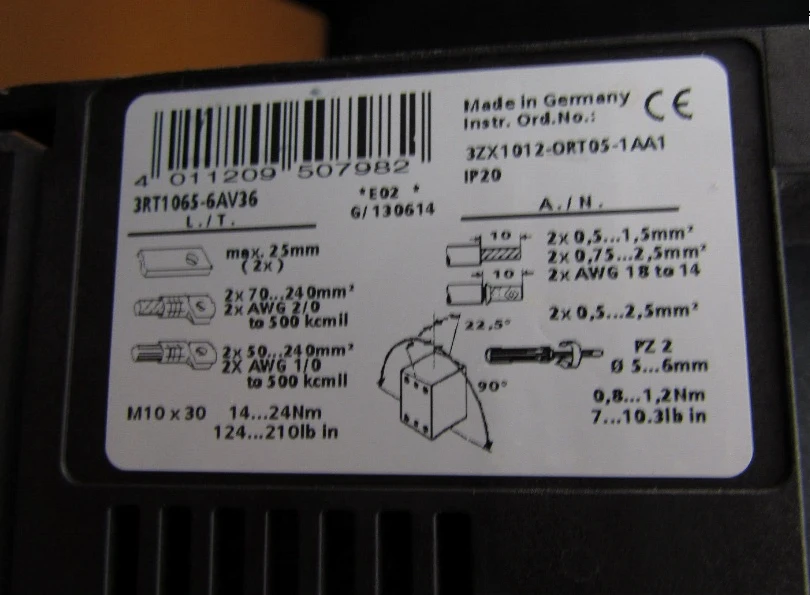 4 011209 507982
3RT1065-6AV36
*E02 *
G/130614
Made in Germany
Instr. Ord.No.:
CE
3ZX1012-0RT05-1AA1
IP20
L./T.
max. 25mm
(2x)
2x 70...240mm²
2x AWG 2/0
to 500 kcmil
2x 50...240mm²
2X AWG 1/0
to 500 kcmil
M10 x 30
14...24Nm
124...210lb in
A./N.
10
2x 0,5...1,5mm²
2x 0,75...2,5mm²
2x AWG 18 to 14
10
2x 0,5...2,5mm²
22,5°
90°
PZ 2
Ø 5...6mm
0,8...1,2Nm
7...10.3lb in